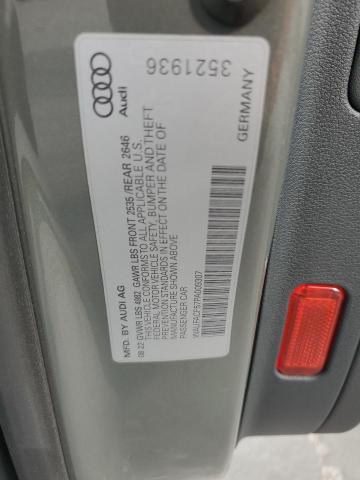 Audi
3521936
GERMANY
MFD. BY AUDI AG
08 22 GVWR LBS 4982 GAWR LBS FRONT 2535 /REAR 2646
THIS VEHICLE CONFORMS TO ALL APPLICABLE U.S.
FEDERAL MOTOR VEHICLE SAFETY, BUMPER AND THEFT
PREVENTION STANDARDS IN EFFECT ON THE DATE OF
MANUFACTURE SHOWN ABOVE.
PASSENGER CAR